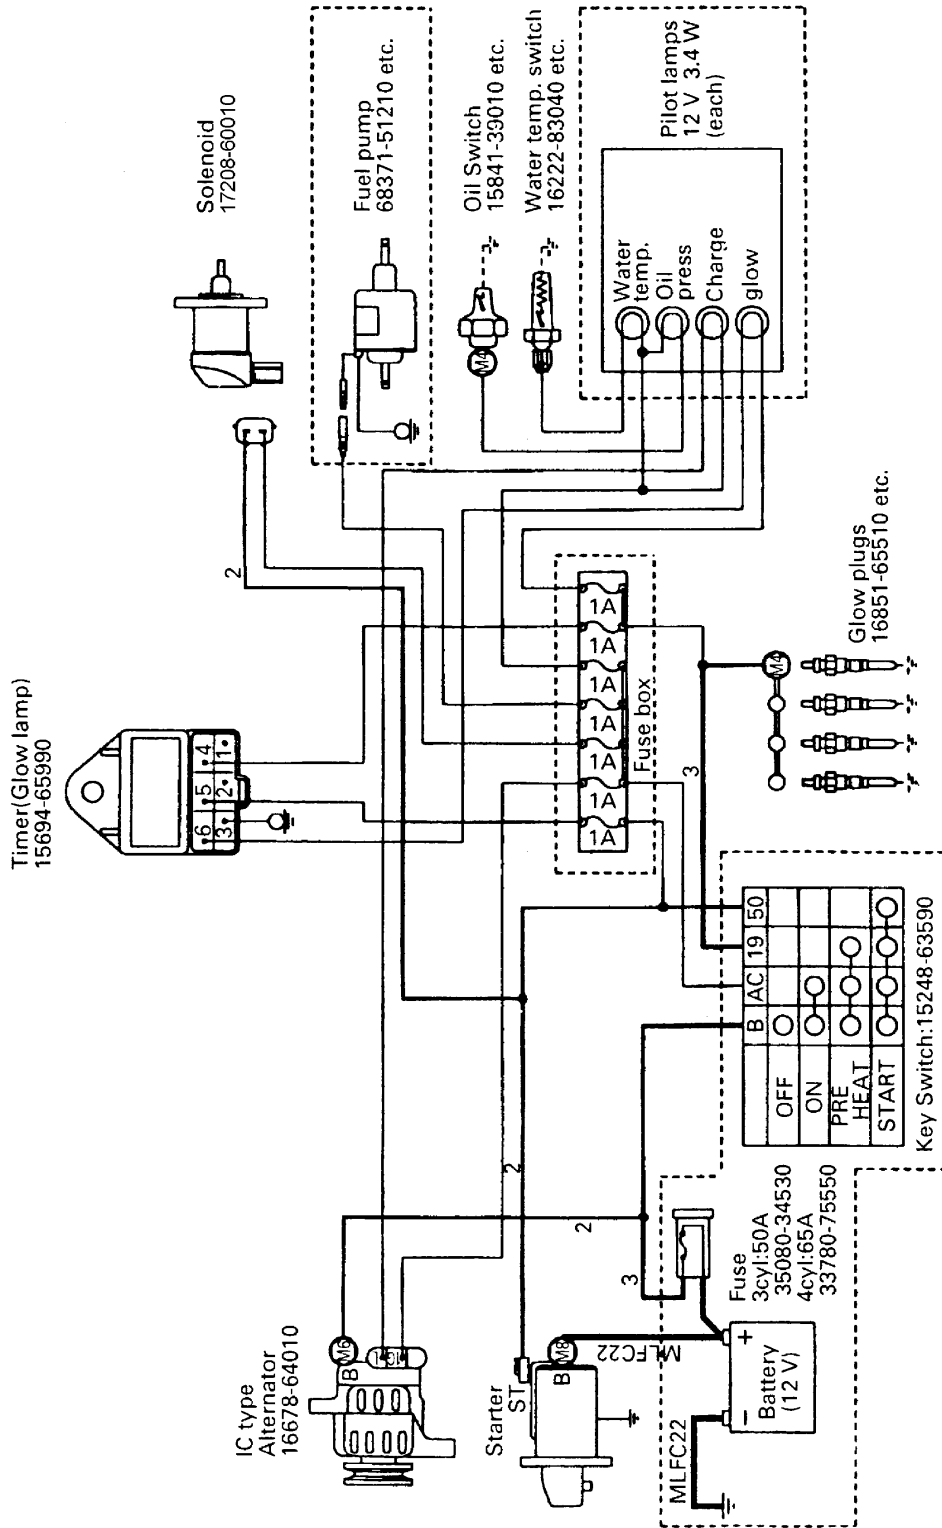 Solenoid
17208-60010
Fuel pump
68371-51210 etc.
Oil Switch
15841-39010 etc.
Water temp. switch
16222-83040 etc.
Pilot lamps
12 V 3.4 W
(each)
Water
temp.
Oil
press
Charge
glow
M4
2
Timer(Glow lamp)
15694-65990
6 5 4
3 2 1
1A 1A 1A 1A 1A 1A 1A
Fuse box
Glow plugs
16851-65510 etc.
M4
3
B AC 19 50
OFF
ON
PRE
HEAT
START
Key Switch:15248-63590
IC type
Alternator
16678-64010
M6
B
IG L
2
2
3
Starter
ST
B
M8
MLFC22
MLFC22
Fuse
3cyl:50A
35080-34530
4cyl:65A
33780-75550
Battery
(12 V)
+
-